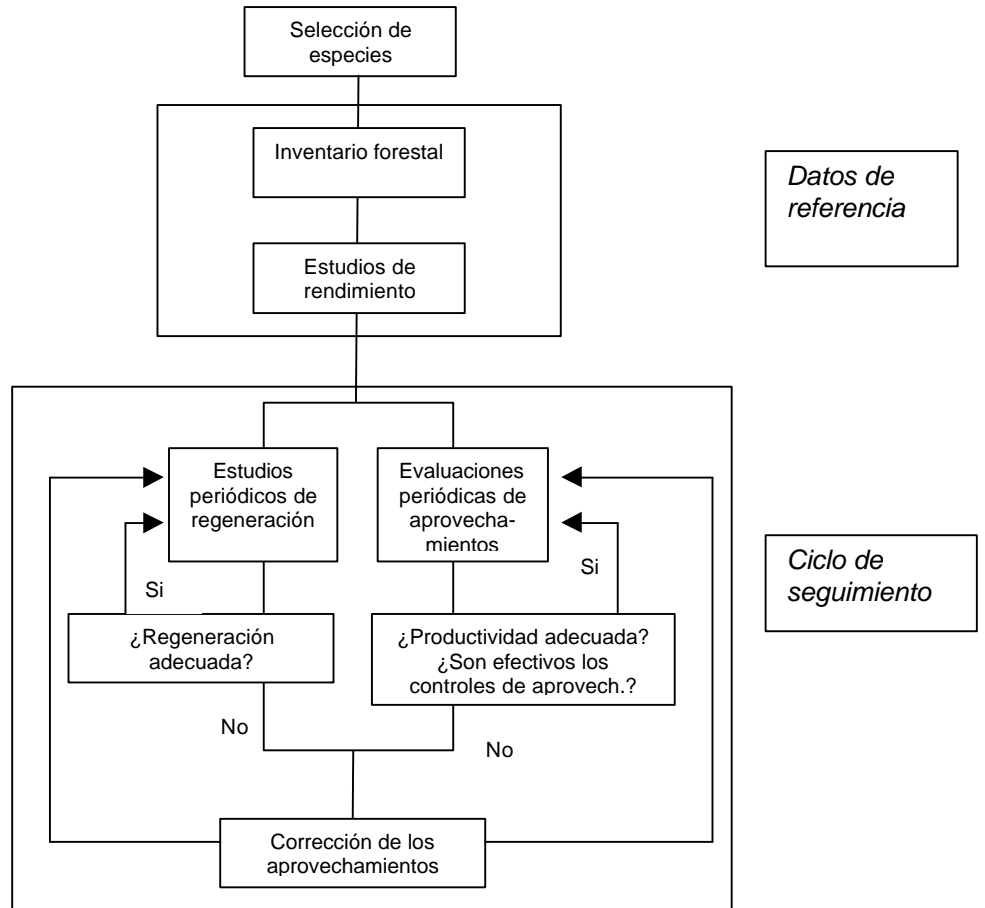 Selección de
especies
Inventario forestal
Datos de
referencia
Estudios de
rendimiento
Estudios
periódicos de
regeneración
Evaluaciones
periódicas de
aprovecha-
mientos
Ciclo de
seguimiento
Si
Si
¿Regeneración
adecuada?
¿Productividad adecuada?
¿Son efectivos los
controles de aprovech.?
No
No
Corrección de los
aprovechamientos